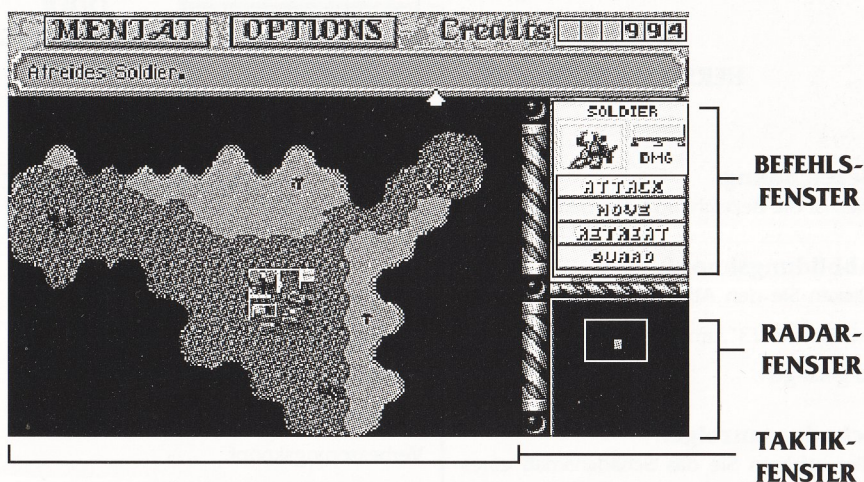 MENTAT OPTIONS Credits 994
Atreides Soldier.
SOLDIER
DMG
ATTACK
MOVE
RETREAT
GUARD
BEFEHLS-
FENSTER
RADAR-
FENSTER
TAKTIK-
FENSTER